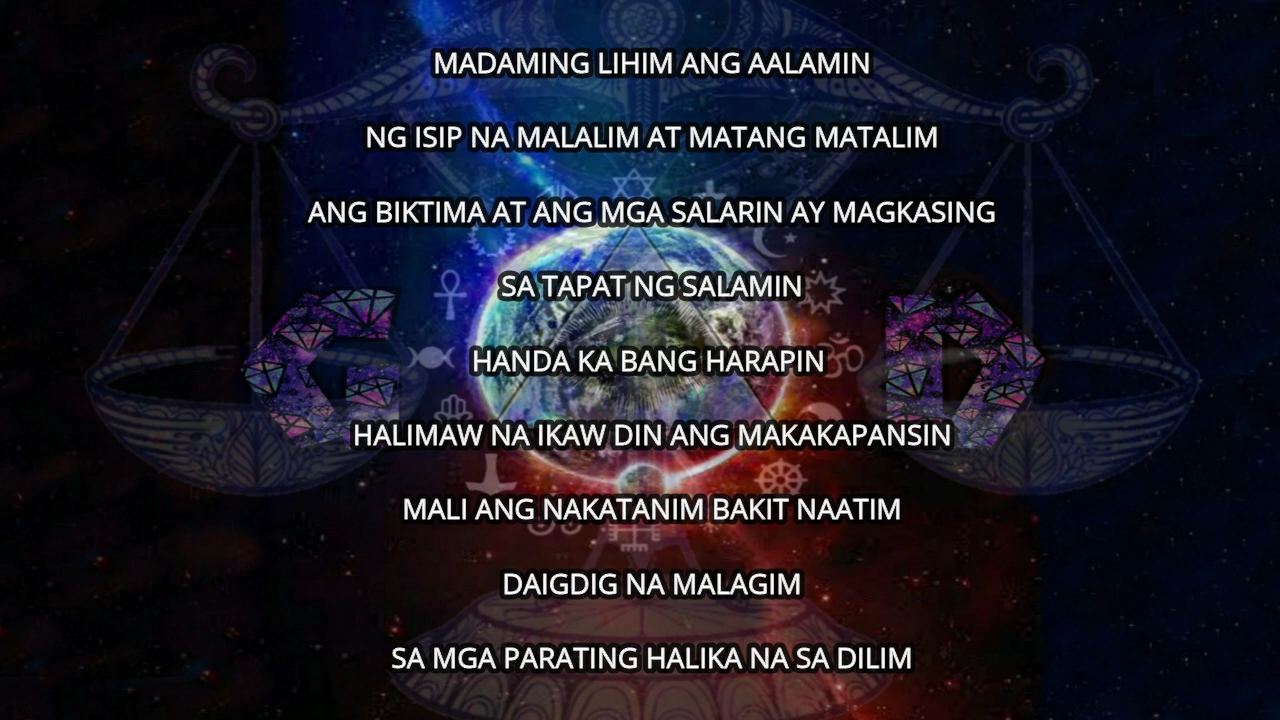 MADAMING LIHIM ANG AALAMIN
NG ISIP NA MALALIM AT MATANG MATALIM
ANG BIKTIMA AT ANG MGA SALARIN AY MAGKASING
SA TAPAT NG SALAMIN
HANDA KA BANG HARAPIN
HALIMAW NA IKAW DIN ANG MAKAKAPANSIN
MALI ANG NAKATANIM BAKIT NAATIM
DAIGDIG NA MALAGIM
SA MGA PARATING HALIKA NA SA DILIM